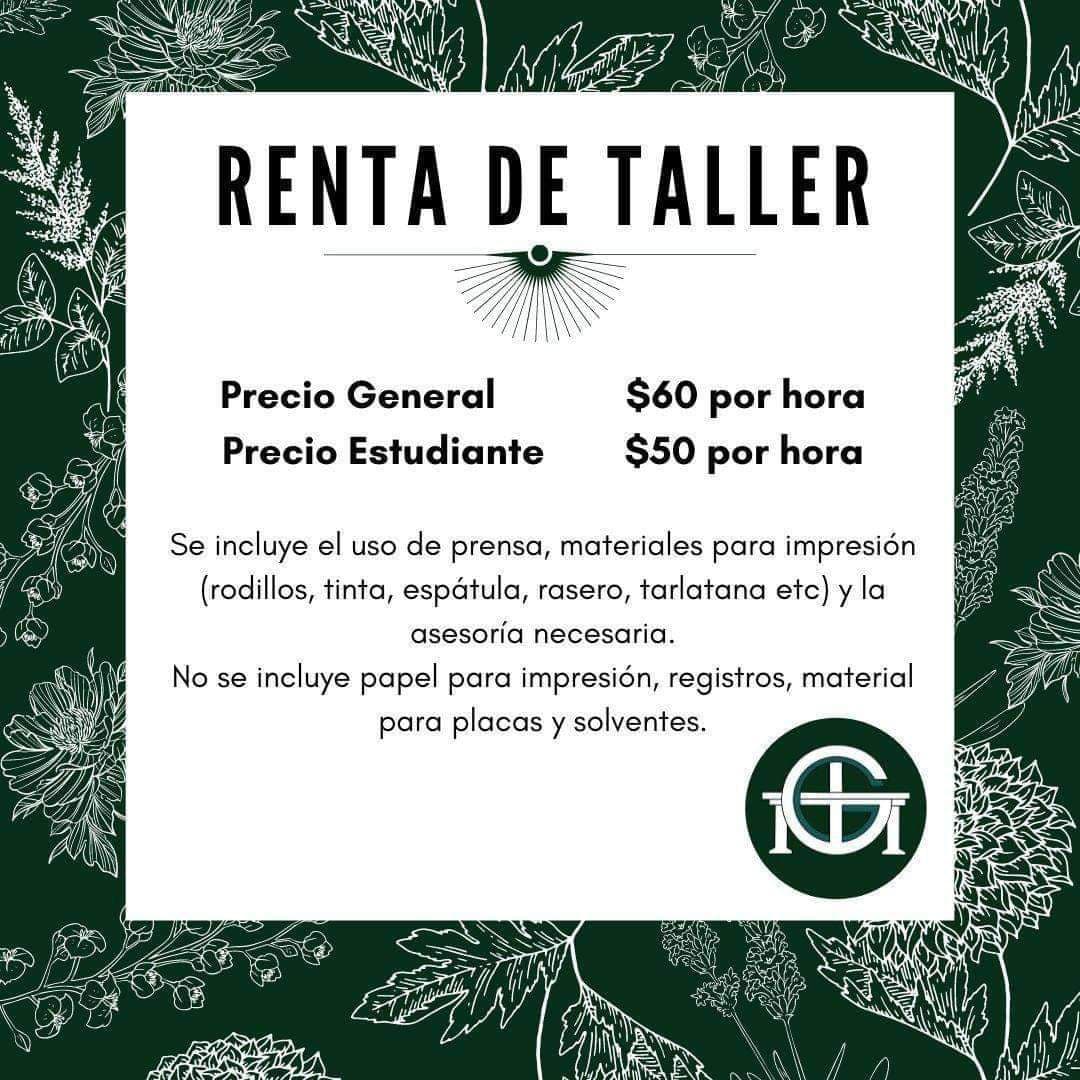 RENTA DE TALLER
Precio General $60 por hora
Precio Estudiante $50 por hora
Se incluye el uso de prensa, materiales para impresión
(rodillos, tinta, espátula, rasero, tarlatana etc) y la
asesoría necesaria.
No se incluye papel para impresión, registros, material
para placas y solventes.